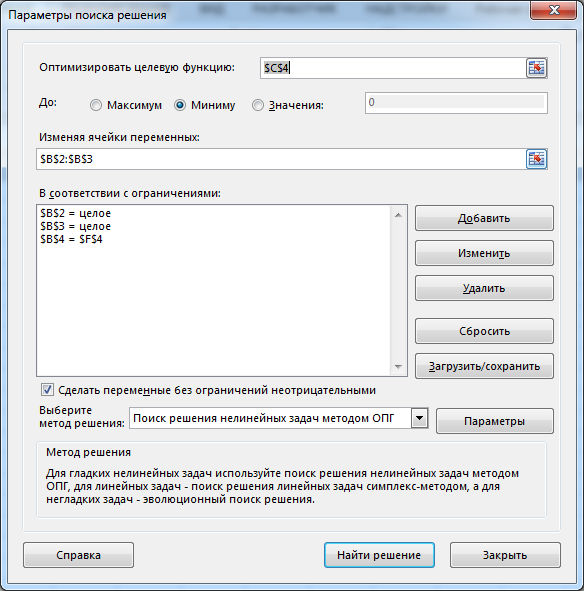 Параметры поиска решения
Оптимизировать целевую функцию: $C$4
До: Максимум Миниму Значения: 0
Изменяя ячейки переменных:
$B$2:$B$3
В соответствии с ограничениями:
$B$2 = целое
$B$3 = целое
$B$4 = $F$4
Добавить
Изменить
Удалить
Сбросить
Загрузить/сохранить
Сделать переменные без ограничений неотрицательными
Выберите
метод решения: Поиск решения нелинейных задач методом ОПГ Параметры
Метод решения
Для гладких нелинейных задач используйте поиск решения нелинейных задач методом
ОПГ, для линейных задач - поиск решения линейных задач симплекс-методом, а для
негладких задач - эволюционный поиск решения.
Справка Найти решение Закрыть